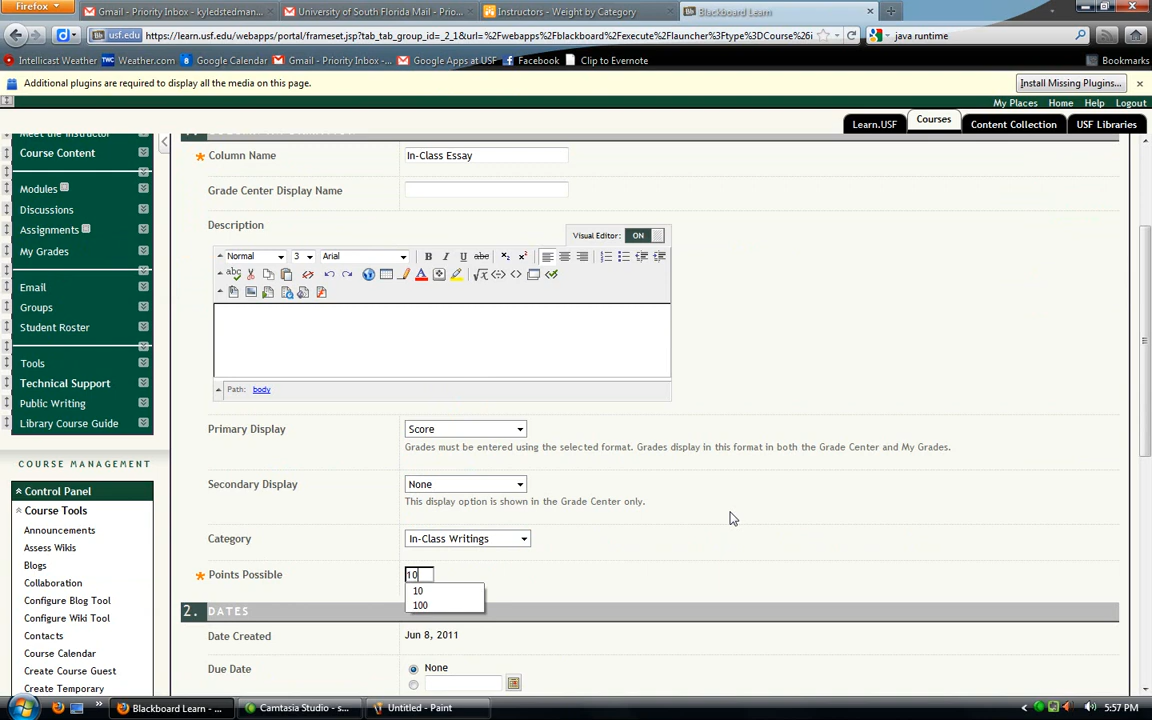 Firefox
Gmail - Priority Inbox - kyledstedman...
University of South Florida Mail - Prio...
Instructors - Weight by Category
Blackboard Learn
usf.edu
https://learn.usf.edu/webapps/portal/frameset.jsp?tab_tab_group_id=_2_1&url=%2Fwebapps%2Fblackboard%2Fexecute%2Flauncher%3Ftype%3DCourse%26i
java runtime
Intellicast Weather
Weather.com
Google Calendar
Gmail - Priority Inbox -...
Google Apps at USF
Facebook
Clip to Evernote
Bookmarks
Additional plugins are required to display all the media on this page.
Install Missing Plugins...
My Places
Home
Help
Logout
Learn.USF
Courses
Content Collection
USF Libraries
Meet the Instructor
Course Content
Modules
Discussions
Assignments
My Grades
Email
Groups
Student Roster
Tools
Technical Support
Public Writing
Library Course Guide
COURSE MANAGEMENT
Control Panel
Course Tools
Announcements
Assess Wikis
Blogs
Collaboration
Configure Blog Tool
Configure Wiki Tool
Contacts
Course Calendar
Create Course Guest
Create Temporary
Column Name
In-Class Essay
Grade Center Display Name
Description
Visual Editor: ON
Normal
3
Arial
Path: body
Primary Display
Score
Grades must be entered using the selected format. Grades display in this format in both the Grade Center and My Grades.
Secondary Display
None
This display option is shown in the Grade Center only.
Category
In-Class Writings
Points Possible
10
10
100
2. DATES
Date Created
Jun 8, 2011
Due Date
None
Blackboard Learn - ...
Camtasia Studio - s...
Untitled - Paint
5:57 PM